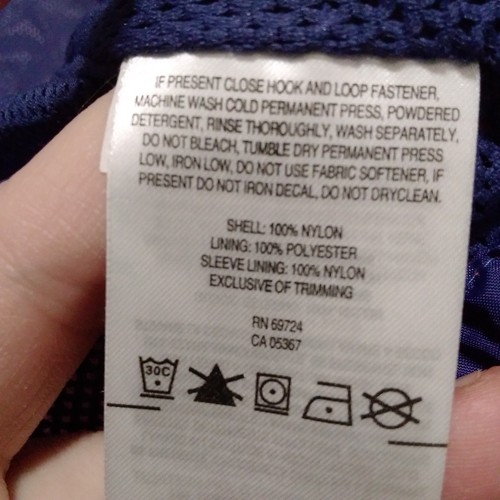 IF PRESENT CLOSE HOOK AND LOOP FASTENER,
MACHINE WASH COLD PERMANENT PRESS, POWDERED
DETERGENT, RINSE THOROUGHLY, WASH SEPARATELY,
DO NOT BLEACH, TUMBLE DRY PERMANENT PRESS
LOW, IRON LOW, DO NOT USE FABRIC SOFTENER, IF
PRESENT DO NOT IRON DECAL, DO NOT DRYCLEAN.
SHELL: 100% NYLON
LINING: 100% POLYESTER
SLEEVE LINING: 100% NYLON
EXCLUSIVE OF TRIMMING
RN 69724
CA 05367
30C